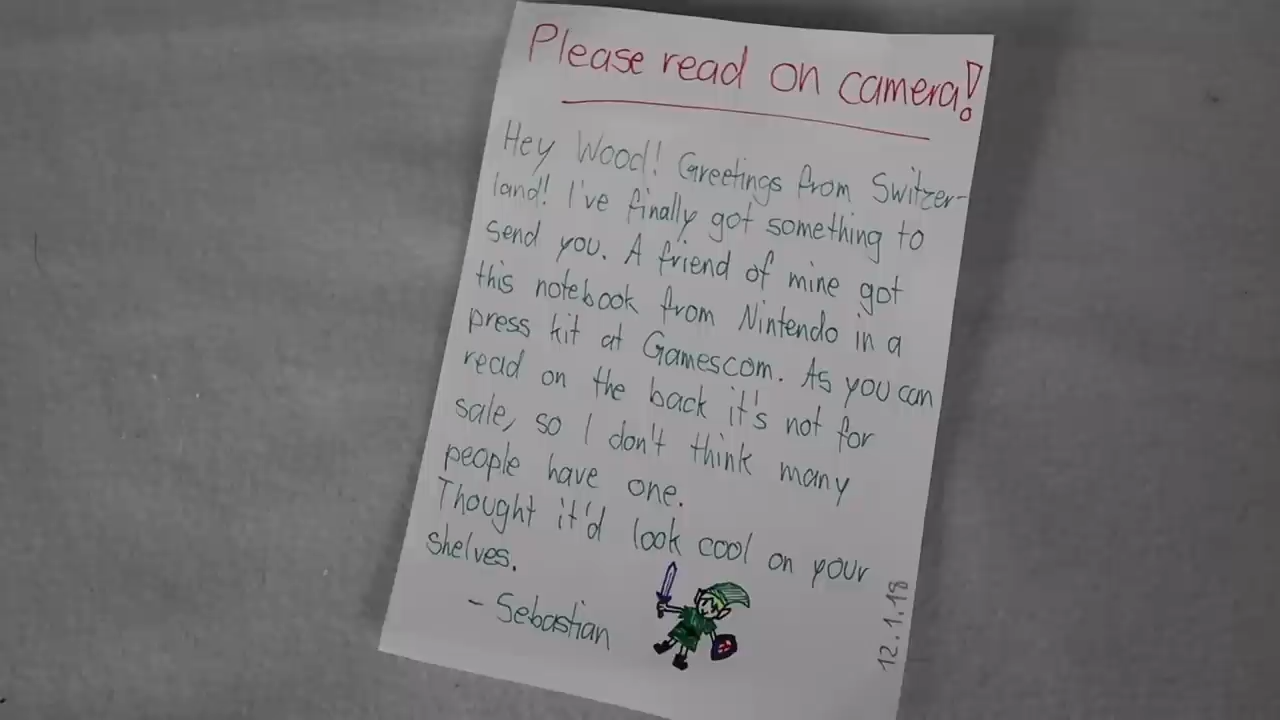 Please read on camera!
Hey Wood! Greetings from Switzer-
land! I've finally got something to
send you. A friend of mine got
this notebook from Nintendo in a
press kit at Gamescom. As you can
read on the back it's not for
sale, so I don't think many
people have one.
Thought it'd look cool on your
shelves.
- Sebastian
12.1.18